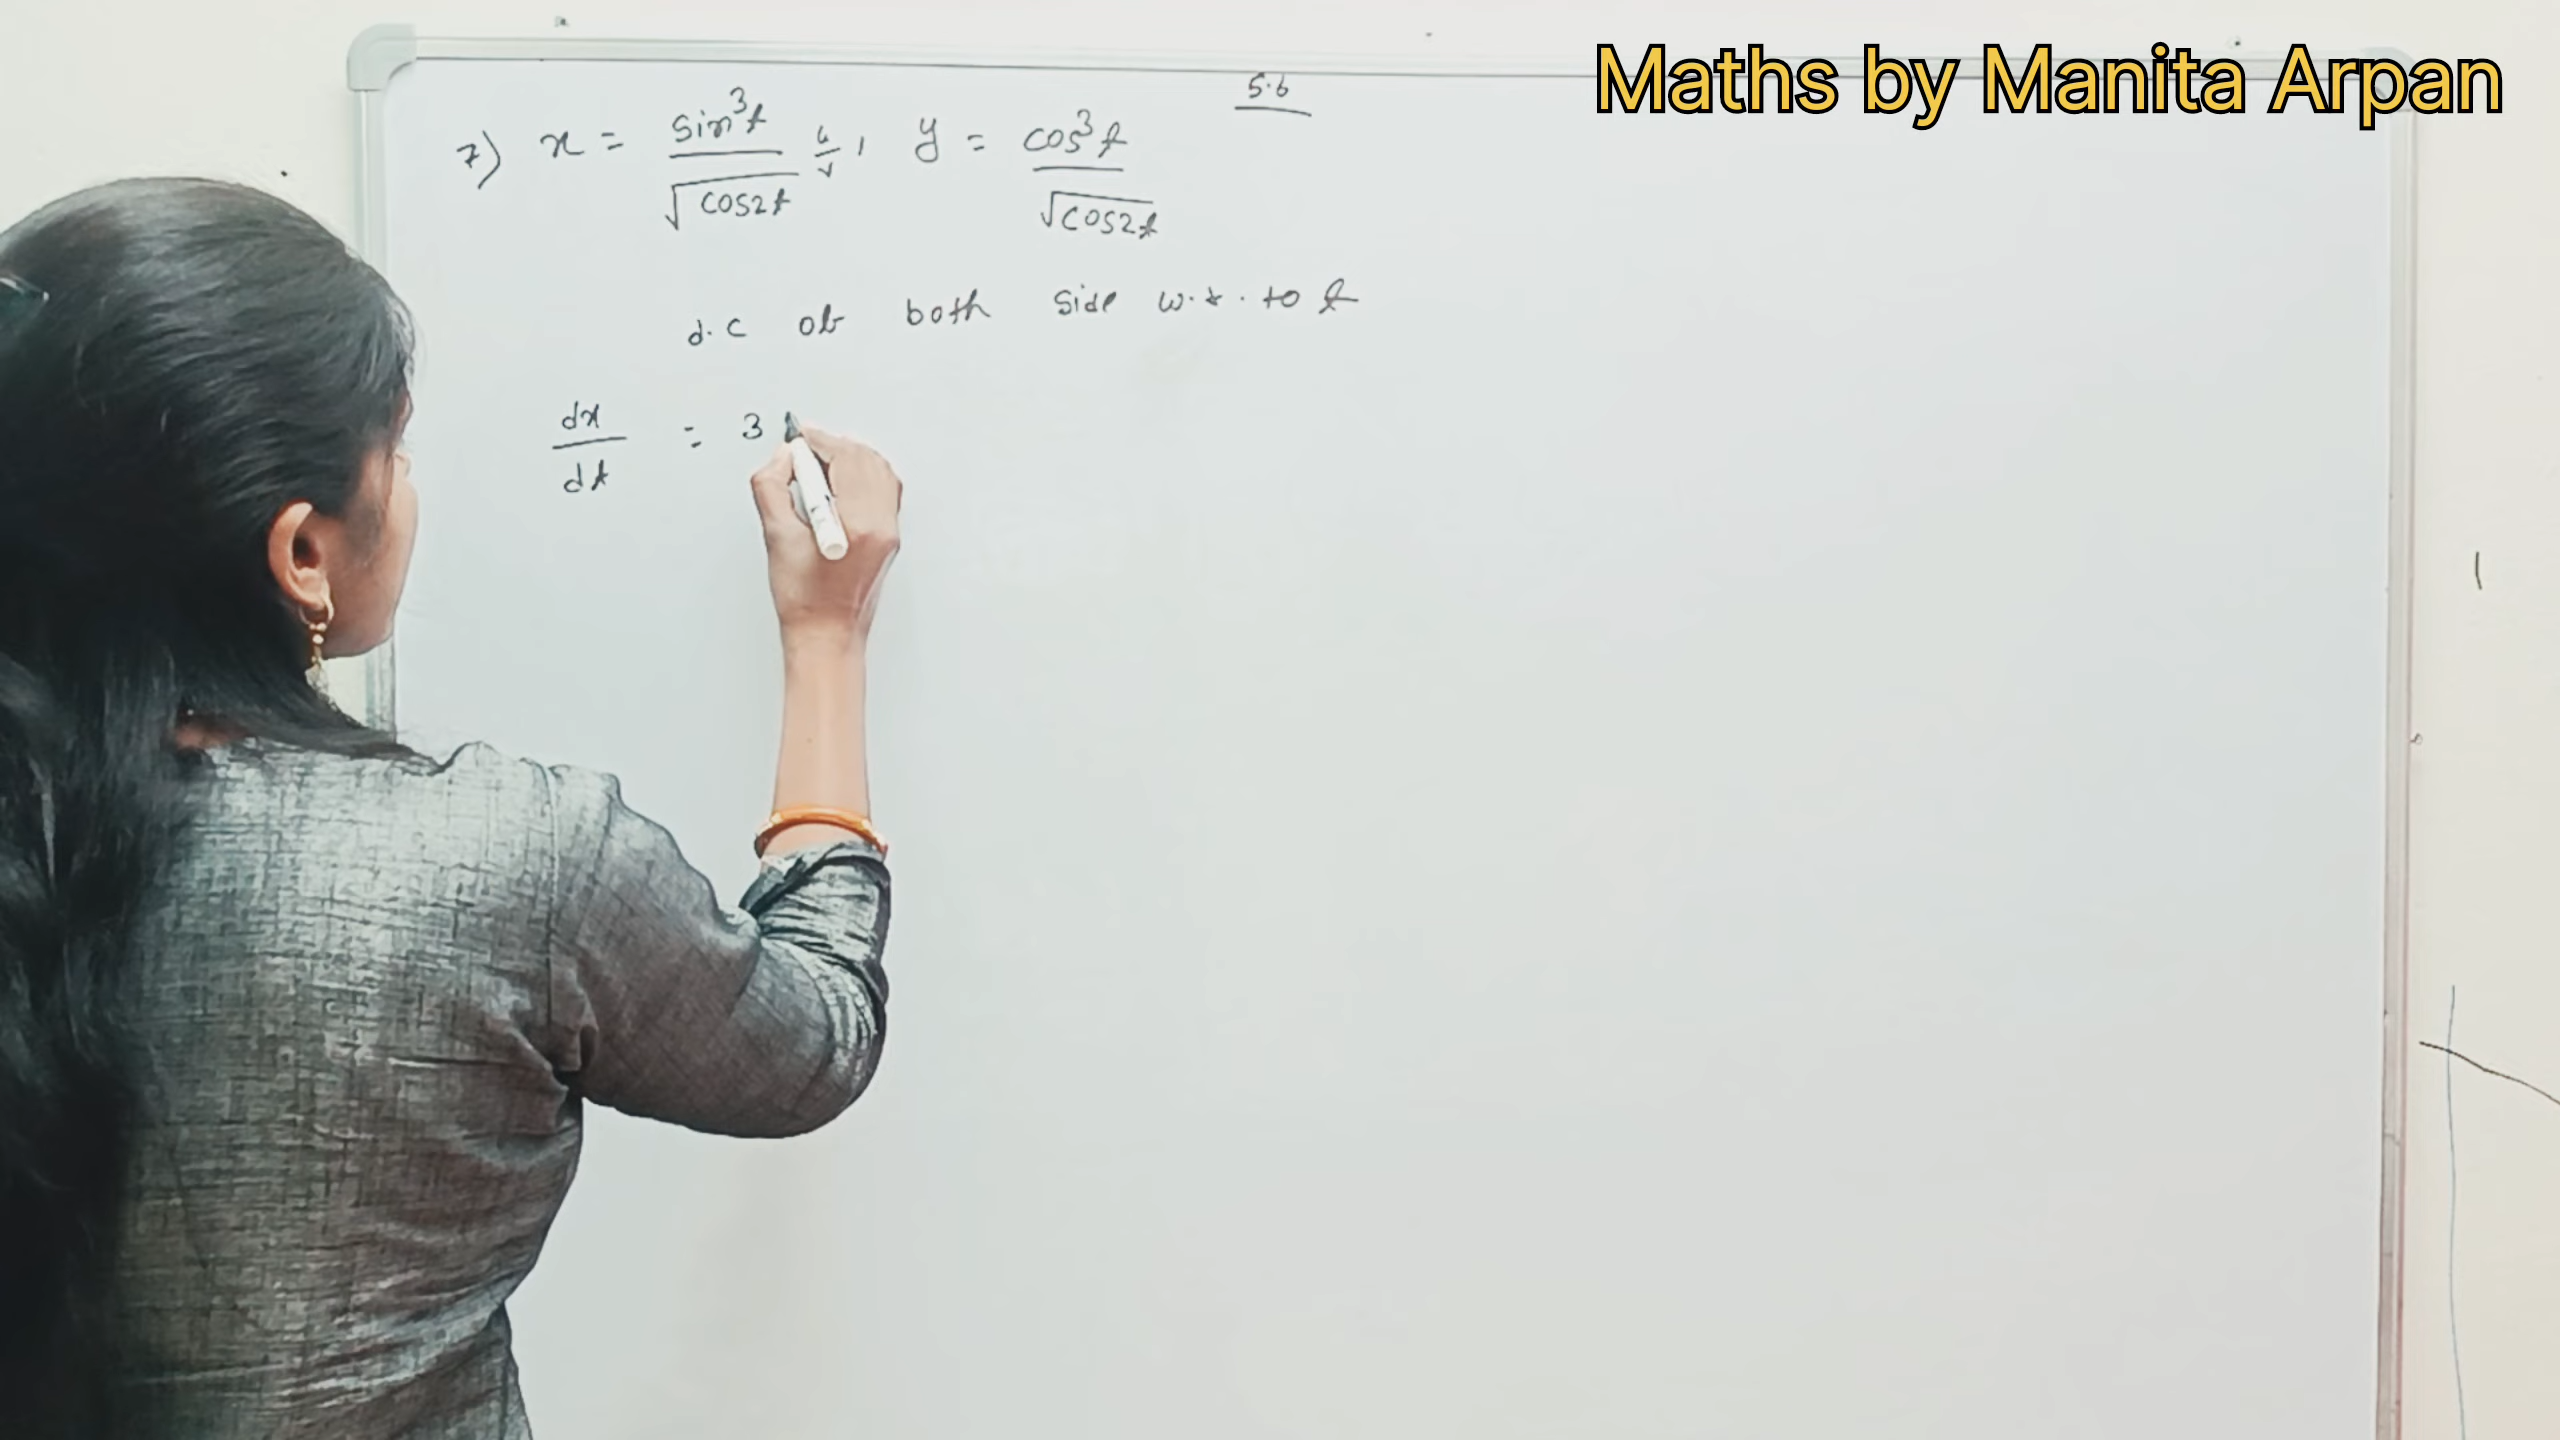 Maths by Manita Arpan
5.6
7) x = sin³t / √cos2t u/v , y = cos³t / √cos2t
d.c of both side w.r. to t
dx/dt = 3